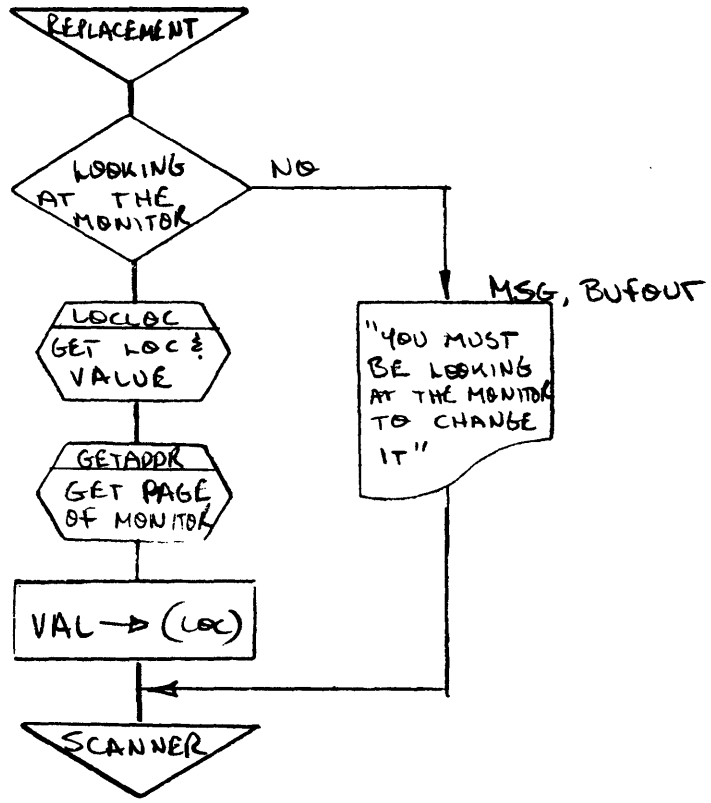 REPLACEMENT
LOOKING
AT THE
MONITOR
NO
MSG, BUFOUT
LOCLOC
GET LOC &
VALUE
"YOU MUST
BE LOOKING
AT THE MONITOR
TO CHANGE
IT"
GETADDR
GET PAGE
OF MONITOR
VAL → (LOC)
SCANNER